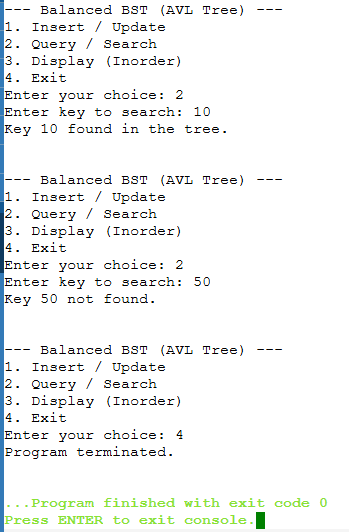 --- Balanced BST (AVL Tree) ---
1. Insert / Update
2. Query / Search
3. Display (Inorder)
4. Exit
Enter your choice: 2
Enter key to search: 10
Key 10 found in the tree.
--- Balanced BST (AVL Tree) ---
1. Insert / Update
2. Query / Search
3. Display (Inorder)
4. Exit
Enter your choice: 2
Enter key to search: 50
Key 50 not found.
--- Balanced BST (AVL Tree) ---
1. Insert / Update
2. Query / Search
3. Display (Inorder)
4. Exit
Enter your choice: 4
Program terminated.
...Program finished with exit code 0
Press ENTER to exit console.